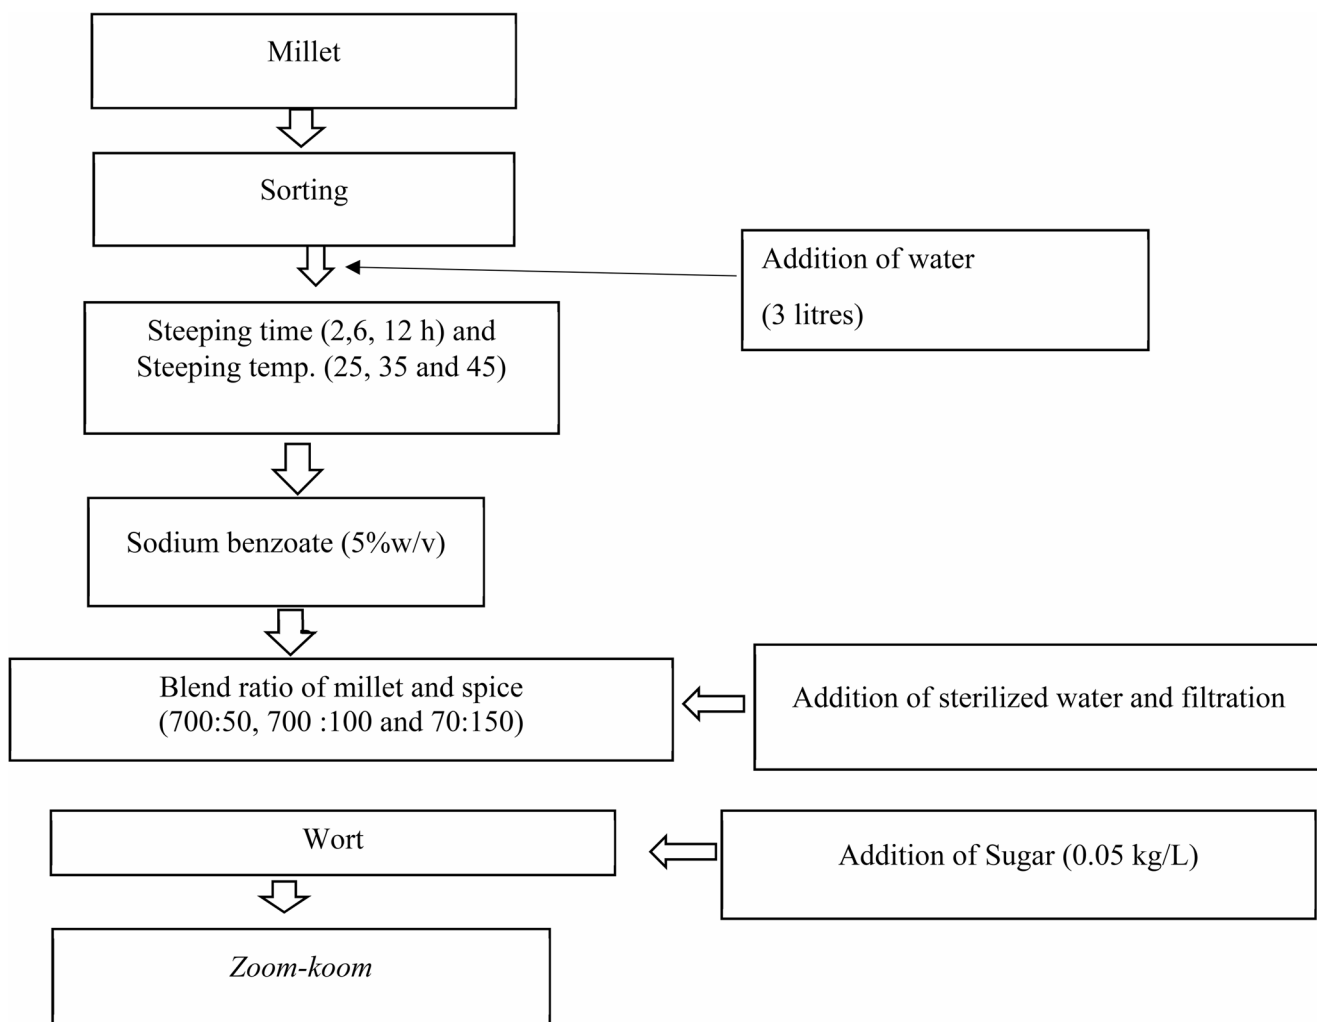 Millet
Sorting
Addition of water
(3 litres)
Steeping time (2,6, 12 h) and
Steeping temp. (25, 35 and 45)
Sodium benzoate (5%w/v)
Blend ratio of millet and spice
(700:50, 700 :100 and 70:150)
Addition of sterilized water and filtration
Wort
Addition of Sugar (0.05 kg/L)
Zoom-koom